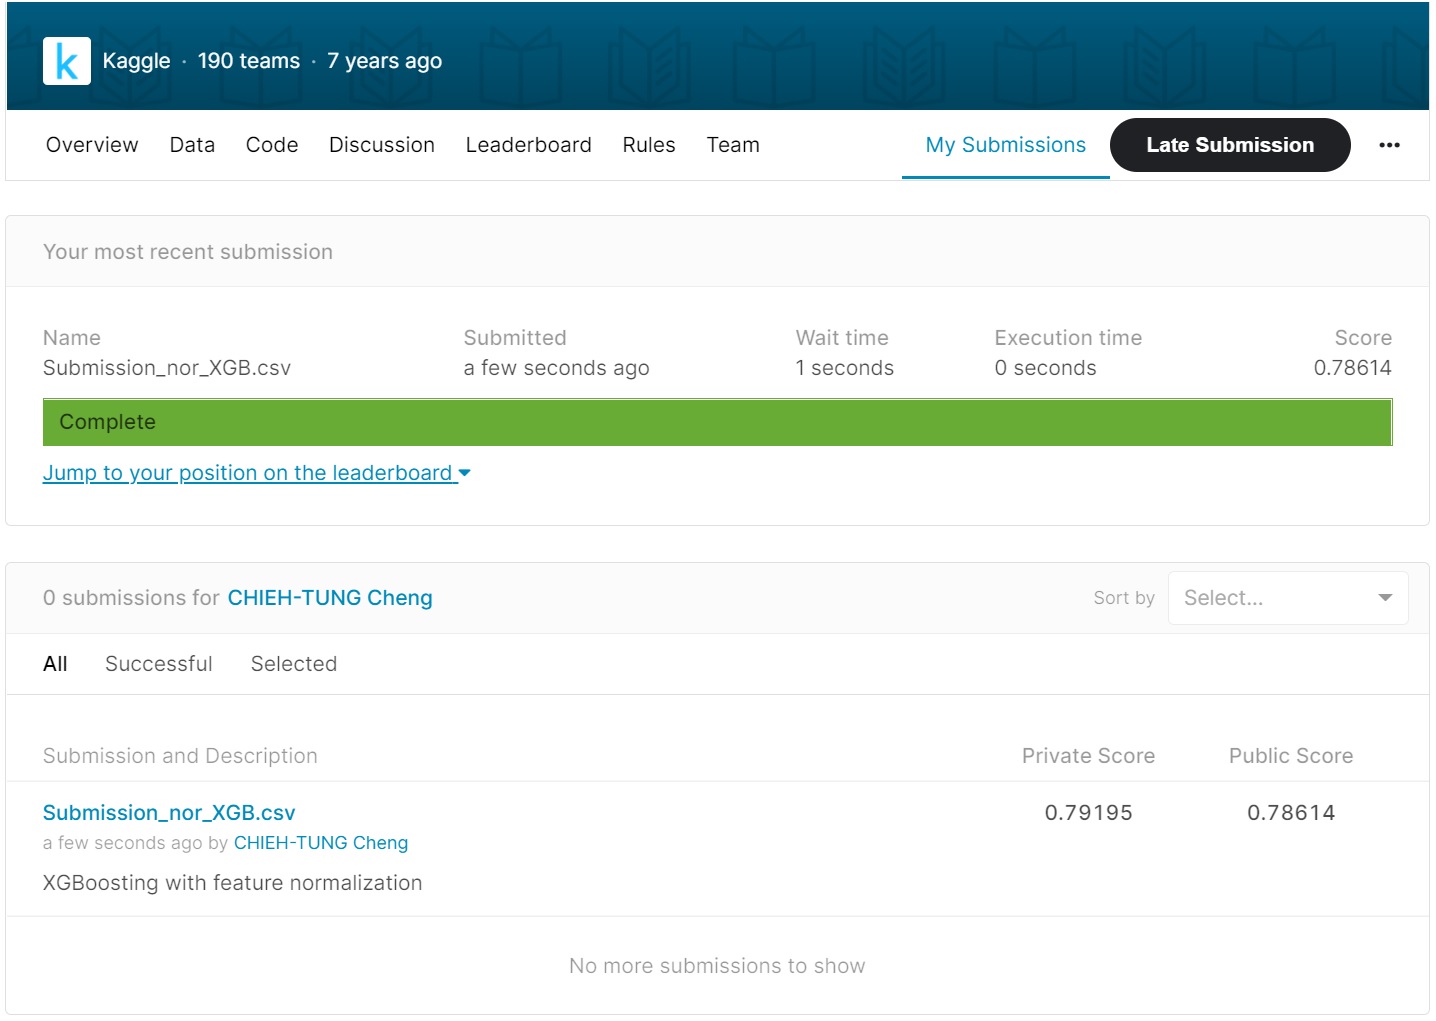 k Kaggle · 190 teams · 7 years ago
Overview Data Code Discussion Leaderboard Rules Team My Submissions Late Submission ...
Your most recent submission
Name Submitted Wait time Execution time Score
Submission_nor_XGB.csv a few seconds ago 1 seconds 0 seconds 0.78614
Complete
Jump to your position on the leaderboard
0 submissions for CHIEH-TUNG Cheng Sort by Select...
All Successful Selected
Submission and Description Private Score Public Score
Submission_nor_XGB.csv 0.79195 0.78614
a few seconds ago by CHIEH-TUNG Cheng
XGBoosting with feature normalization
No more submissions to show